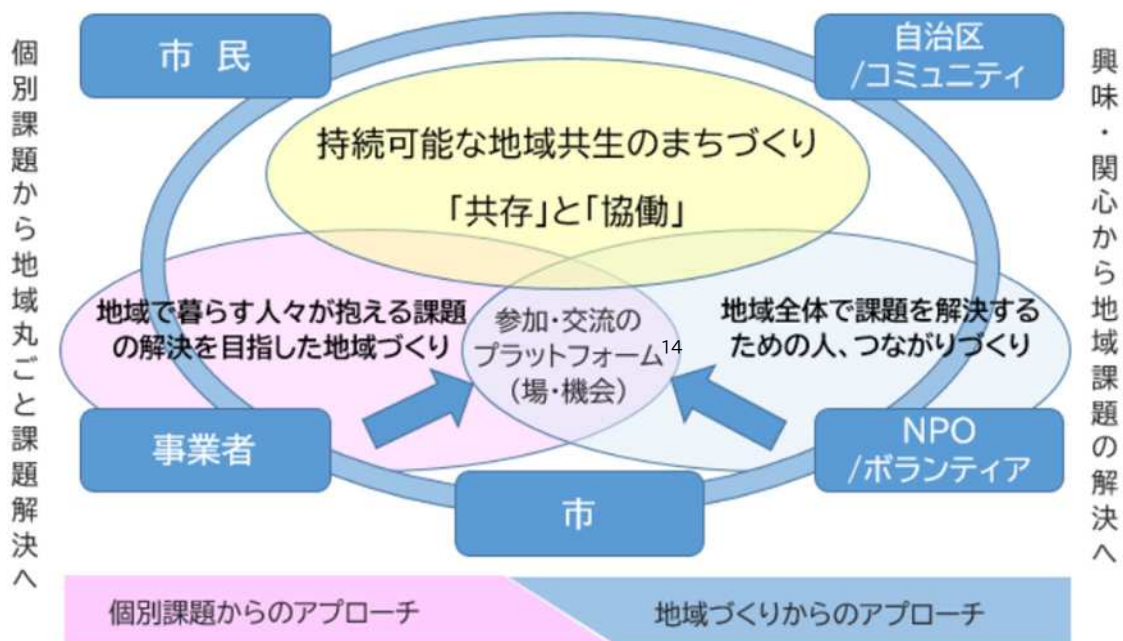 市 民
自治区
/コミュニティ
個別課題から地域丸ごと課題解決へ
興味・関心から地域課題の解決へ
持続可能な地域共生のまちづくり
「共存」と「協働」
地域で暮らす人々が抱える課題
の解決を目指した地域づくり
参加・交流の
プラットフォーム14
(場・機会)
地域全体で課題を解決する
ための人、つながりづくり
事業者
NPO
/ボランティア
市
個別課題からのアプローチ
地域づくりからのアプローチ